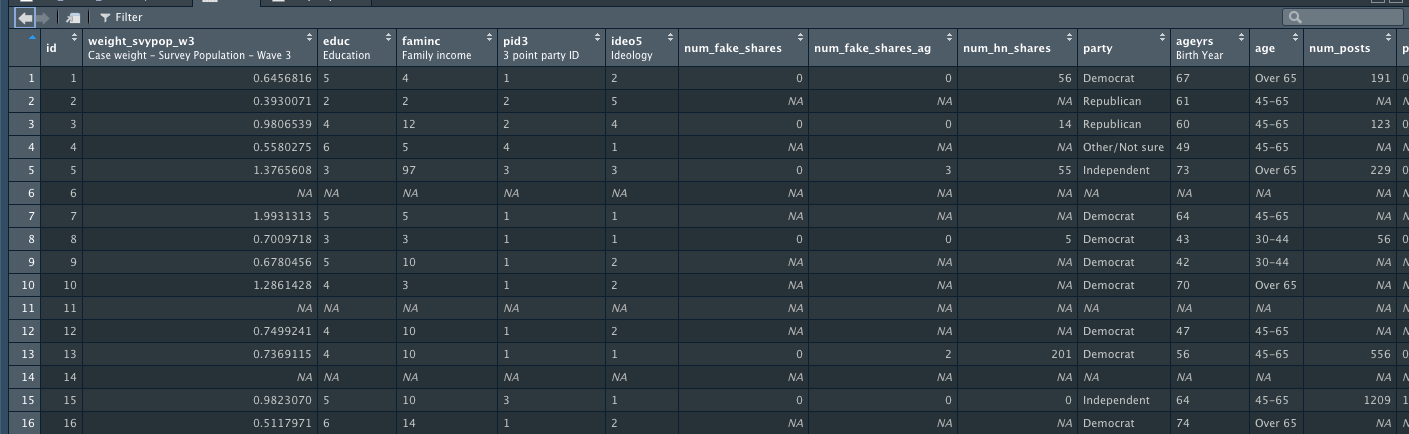 Filter
id weight_svypop_w3 educ faminc pid3 ideo5 num_fake_shares num_fake_shares_ag num_hn_shares party ageyrs age num_posts p
Case weight – Survey Population – Wave 3 Education Family income 3 point party ID Ideology Birth Year
1 1 0.6456816 5 4 1 2 0 0 56 Democrat 67 Over 65 191 0
2 2 0.3930071 2 2 2 5 NA NA NA Republican 61 45–65 NA N
3 3 0.9806539 4 12 2 4 0 0 14 Republican 60 45–65 123 0
4 4 0.5580275 6 5 4 1 NA NA NA Other/Not sure 49 45–65 NA N
5 5 1.3765608 3 97 3 3 0 3 55 Independent 73 Over 65 229 0
6 6 NA NA NA NA NA NA NA NA NA NA NA NA N
7 7 1.9931313 5 5 1 1 NA NA NA Democrat 64 45–65 NA N
8 8 0.7009718 3 3 1 1 0 0 5 Democrat 43 30–44 56 0
9 9 0.6780456 5 10 1 2 NA NA NA Democrat 42 30–44 NA N
10 10 1.2861428 4 3 1 2 NA NA NA Democrat 70 Over 65 NA N
11 11 NA NA NA NA NA NA NA NA NA NA NA NA N
12 12 0.7499241 4 10 1 2 NA NA NA Democrat 47 45–65 NA N
13 13 0.7369115 4 10 1 1 0 2 201 Democrat 56 45–65 556 0
14 14 NA NA NA NA NA NA NA NA NA NA NA NA N
15 15 0.9823070 5 10 3 1 0 0 0 Independent 64 45–65 1209 1
16 16 0.5117971 6 14 1 2 NA NA NA Democrat 74 Over 65 NA N